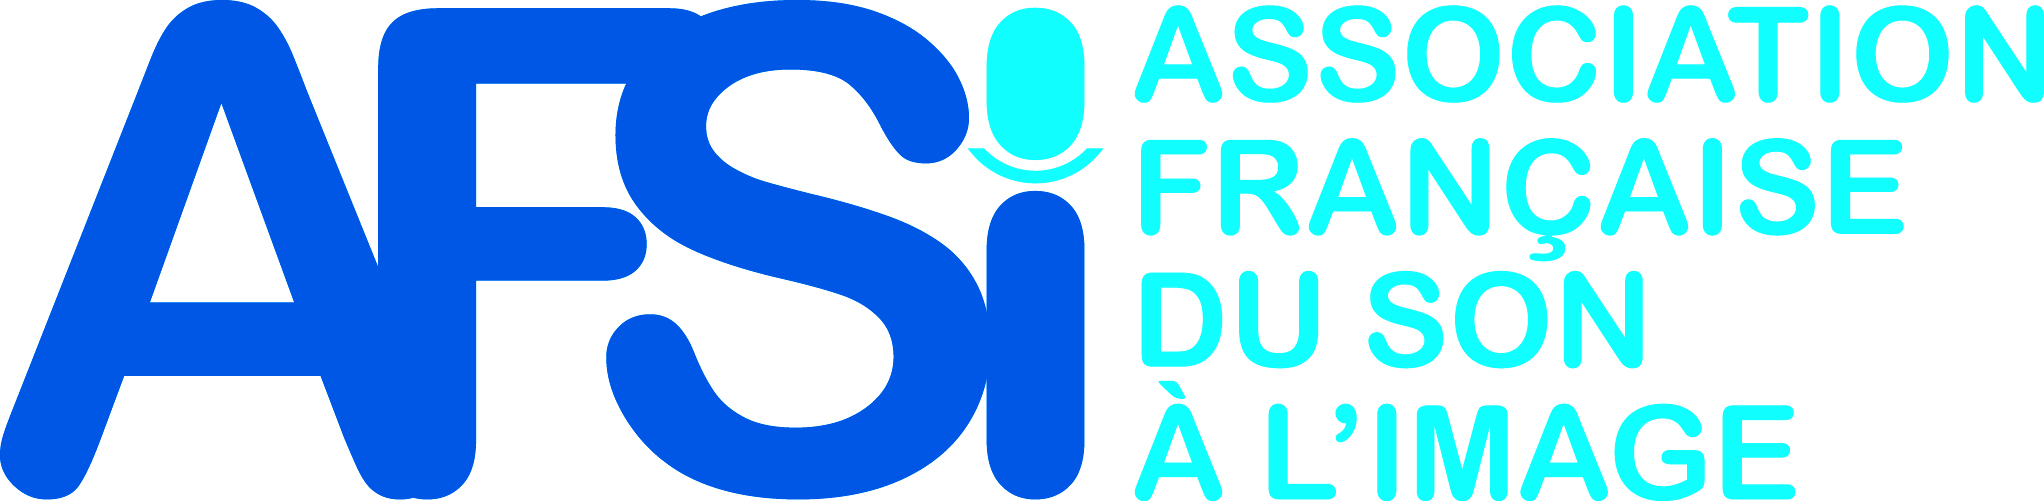 AFSi
ASSOCIATION
FRANÇAISE
DU SON
À L’IMAGE